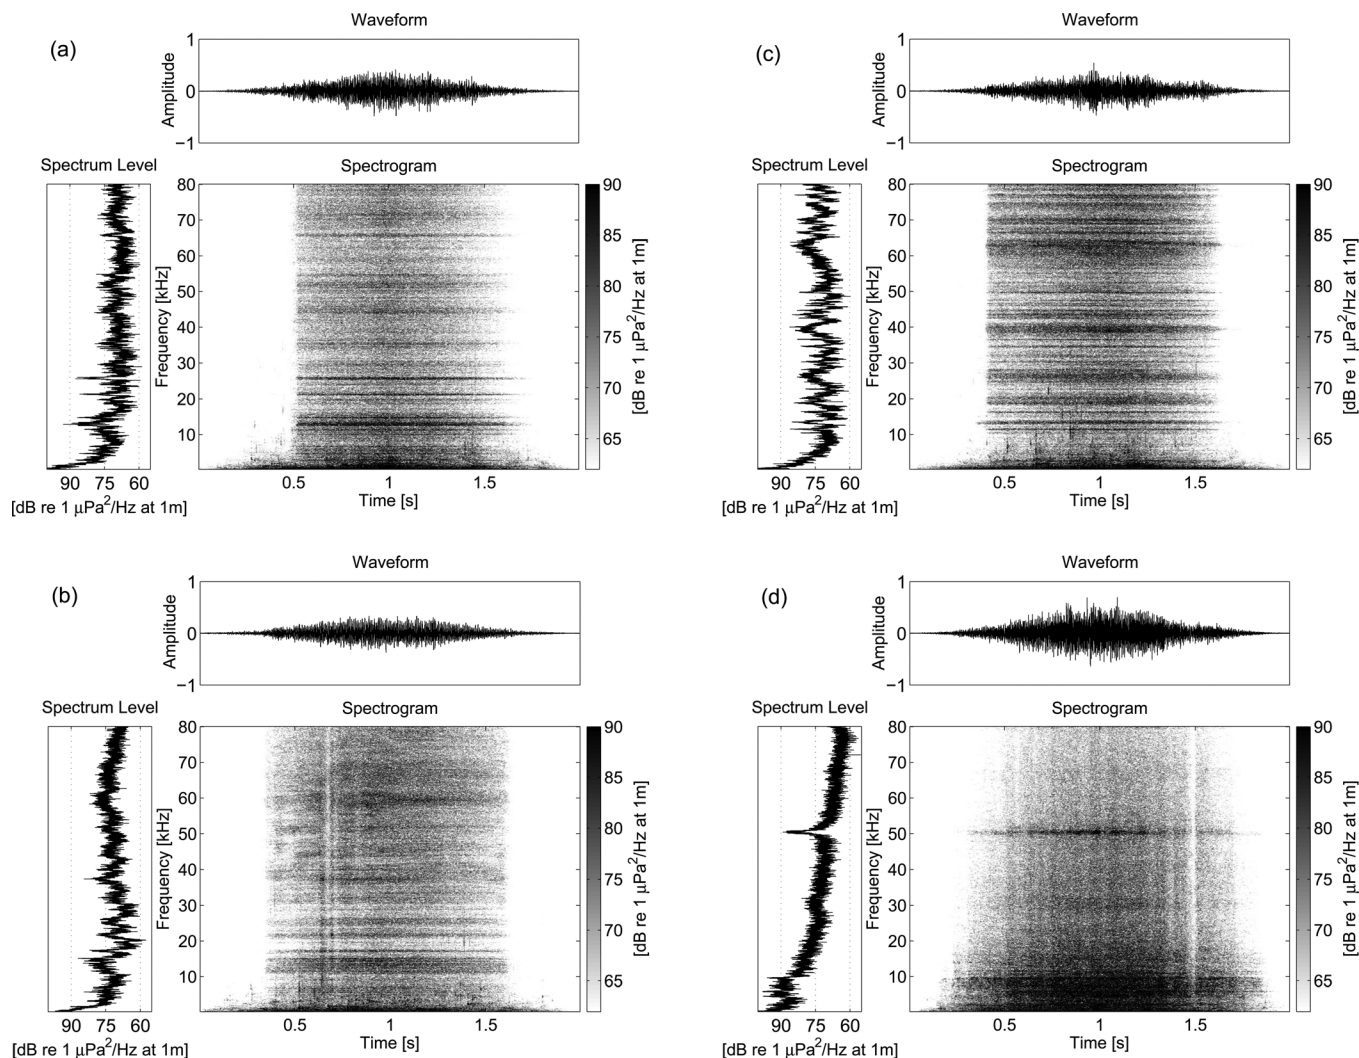 (a)
Waveform
Amplitude
1
0
−1
Spectrum Level
90 75 60
[dB re 1 μPa²/Hz at 1m]
Spectrogram
Frequency [kHz]
80
70
60
50
40
30
20
10
0.5 1 1.5
Time [s]
90
85
80
75
70
65
[dB re 1 μPa²/Hz at 1m]
(c)
Waveform
Amplitude
1
0
−1
Spectrum Level
90 75 60
[dB re 1 μPa²/Hz at 1m]
Spectrogram
Frequency [kHz]
80
70
60
50
40
30
20
10
0.5 1 1.5
Time [s]
90
85
80
75
70
65
[dB re 1 μPa²/Hz at 1m]
(b)
Waveform
Amplitude
1
0
−1
Spectrum Level
90 75 60
[dB re 1 μPa²/Hz at 1m]
Spectrogram
Frequency [kHz]
80
70
60
50
40
30
20
10
0.5 1 1.5
Time [s]
90
85
80
75
70
65
[dB re 1 μPa²/Hz at 1m]
(d)
Waveform
Amplitude
1
0
−1
Spectrum Level
90 75 60
[dB re 1 μPa²/Hz at 1m]
Spectrogram
Frequency [kHz]
80
70
60
50
40
30
20
10
0.5 1 1.5
Time [s]
90
85
80
75
70
65
[dB re 1 μPa²/Hz at 1m]